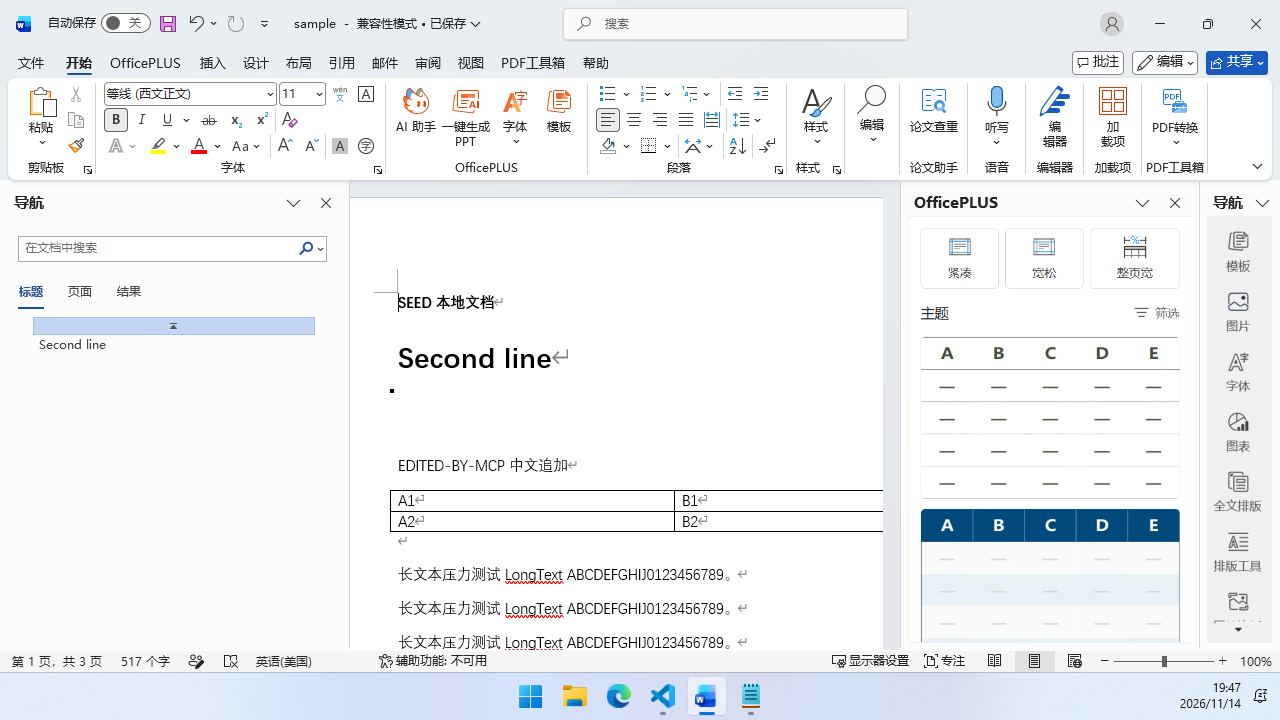 自动保存 关 sample - 兼容性模式 • 已保存 搜索
文件 开始 OfficePLUS 插入 设计 布局 引用 邮件 审阅 视图 PDF工具箱 帮助 批注 编辑 共享
等线 (西文正文) 11
粘贴 AI 助手 一键生成 PPT 字体 模板 样式 编辑 论文查重 听写 编辑器 加载项 PDF转换
剪贴板 字体 OfficePLUS 段落 样式 论文助手 语音 编辑器 加载项 PDF工具箱
导航
在文档中搜索
标题 页面 结果
Second line
SEED 本地文档
Second line
EDITED-BY-MCP 中文追加
A1 B1
A2 B2
长文本压力测试 LongText ABCDEFGHIJ0123456789。
长文本压力测试 LongText ABCDEFGHIJ0123456789。
长文本压力测试 LongText ABCDEFGHIJ0123456789。
OfficePLUS
紧凑 宽松 整页宽
主题 筛选
A B C D E
A B C D E
导航
模板
图片
字体
图表
全文排版
排版工具
第 1 页，共 3 页 517 个字 英语(美国) 辅助功能: 不可用 显示器设置 专注 100%
19:47
2026/11/14